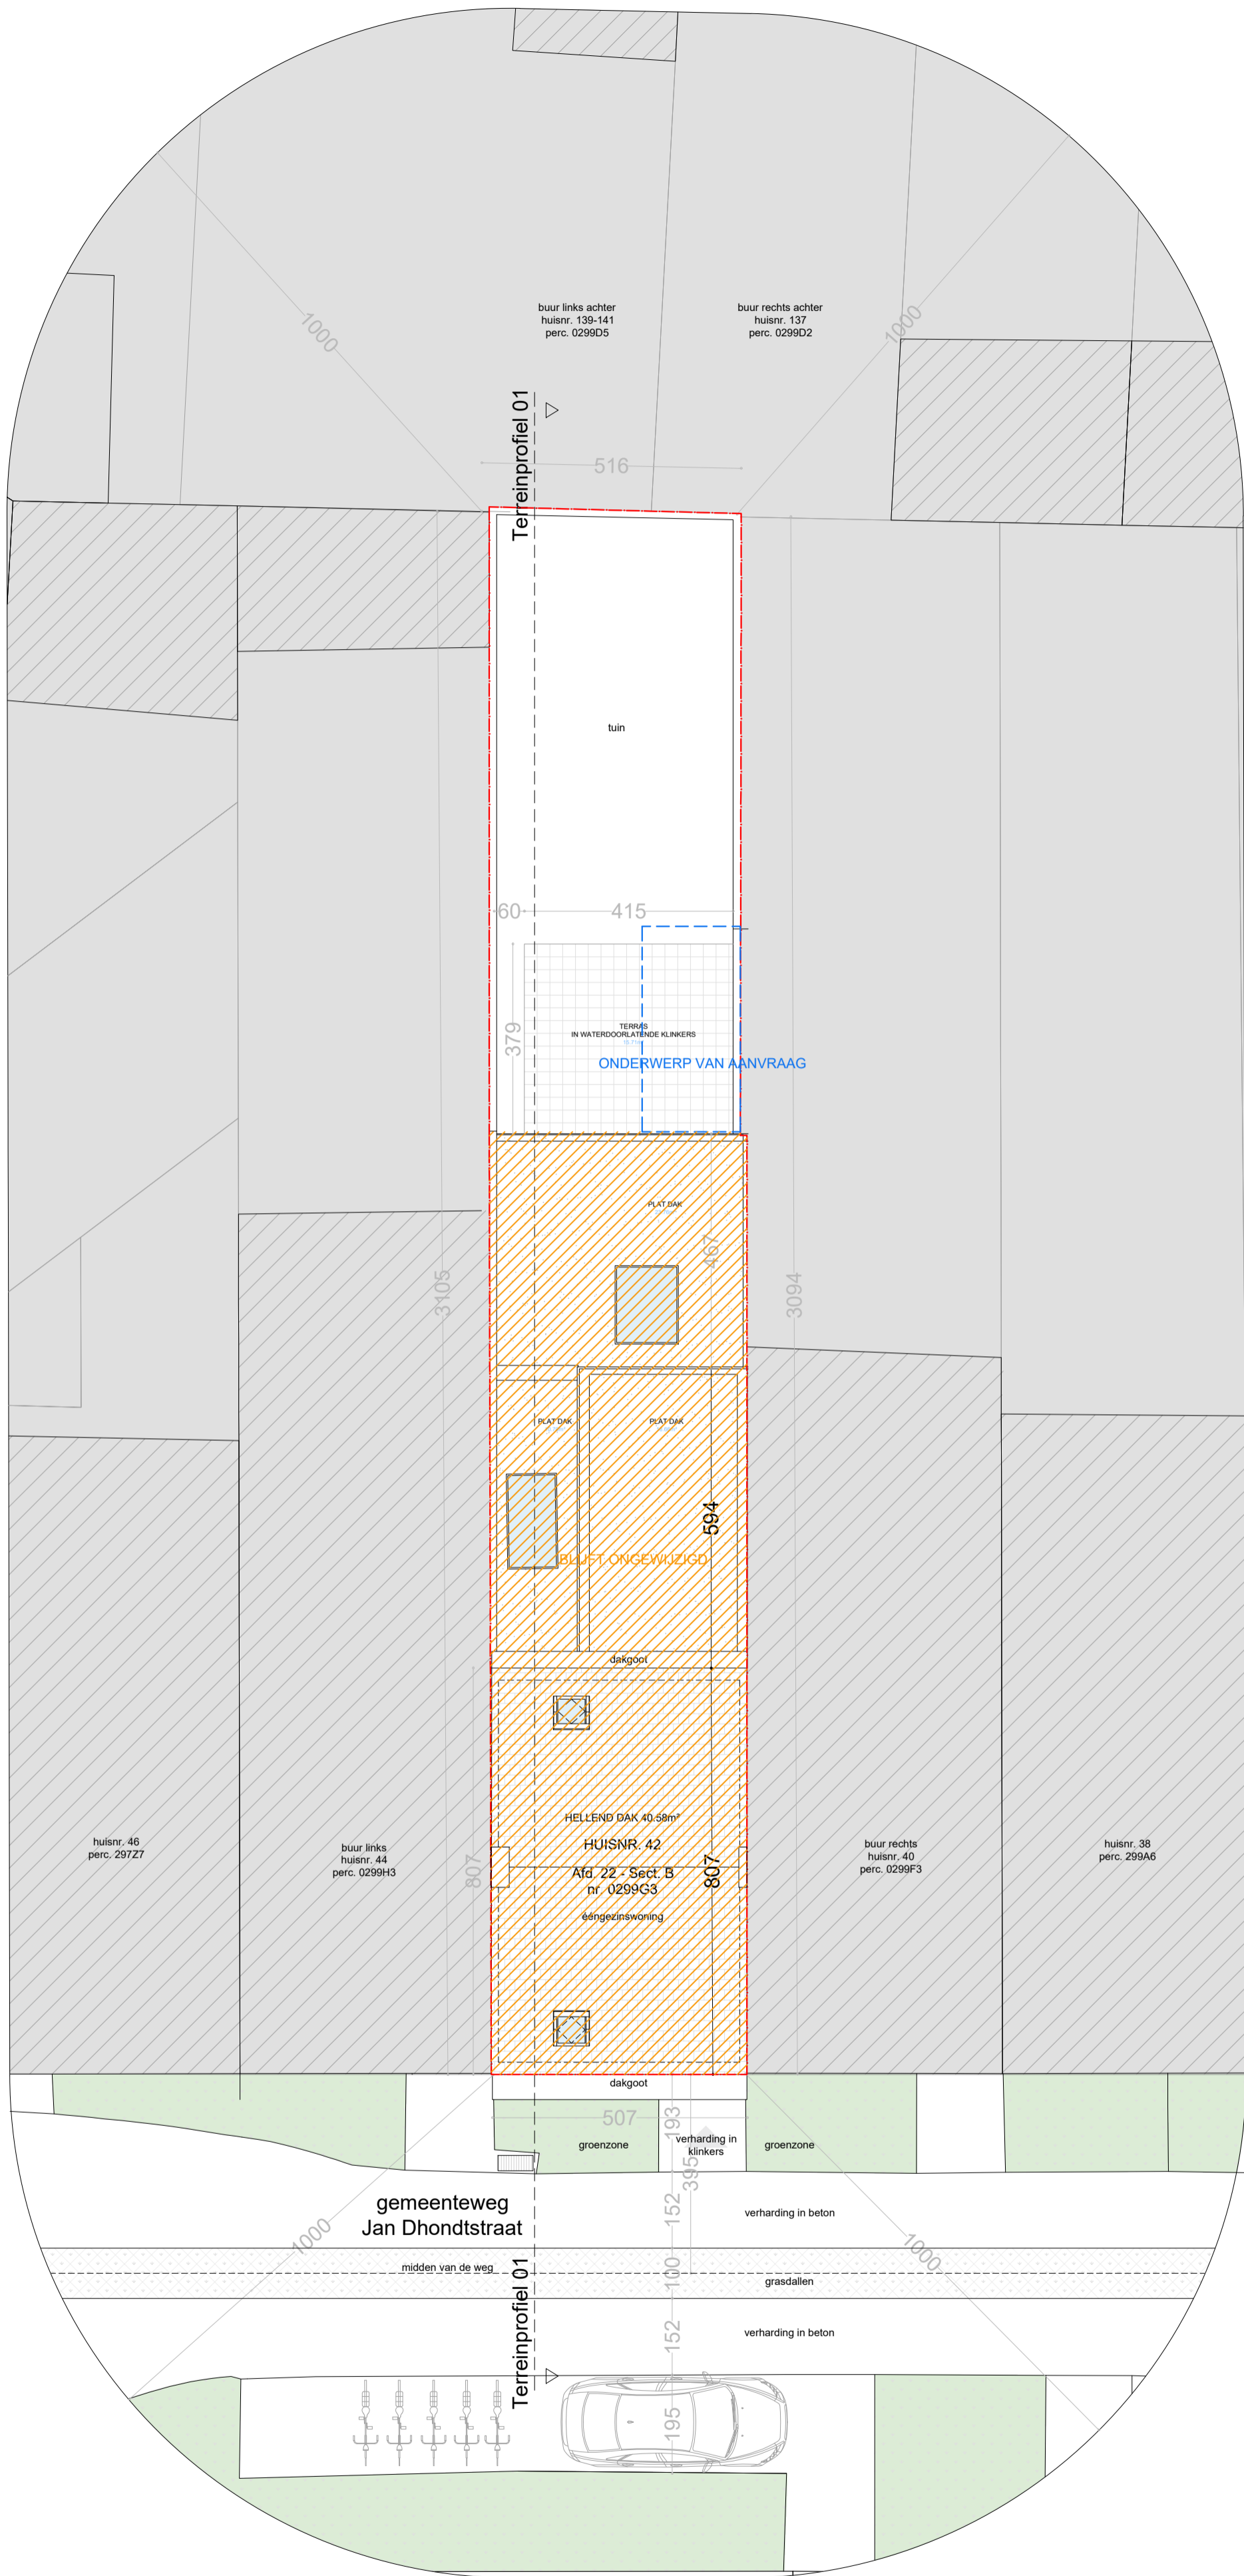 buur links achter
huisnr. 139-141
perc. 0299D5
buur rechts achter
huisnr. 137
perc. 0299D2
1000
1000
Terreinprofiel 01
516
tuin
60
415
379
TERRAS
IN WATERDOORLATENDE KLINKERS
ONDERWERP VAN AANVRAAG
PLAT DAK
467
3105
3094
PLAT DAK
PLAT DAK
594
BLIJFT ONGEWIJZIGD
dakgoot
HELLEND DAK 40.58m²
HUISNR. 42
Afd. 22 - Sect. B
nr. 0299G3
ééngezinswoning
807
807
huisnr. 46
perc. 297Z7
buur links
huisnr. 44
perc. 0299H3
buur rechts
huisnr. 40
perc. 0299F3
huisnr. 38
perc. 299A6
dakgoot
507
193
groenzone
verharding in
klinkers
groenzone
395
gemeenteweg
Jan Dhondtstraat
152
verharding in beton
1000
1000
midden van de weg
100
grasdallen
Terreinprofiel 01
152
verharding in beton
195